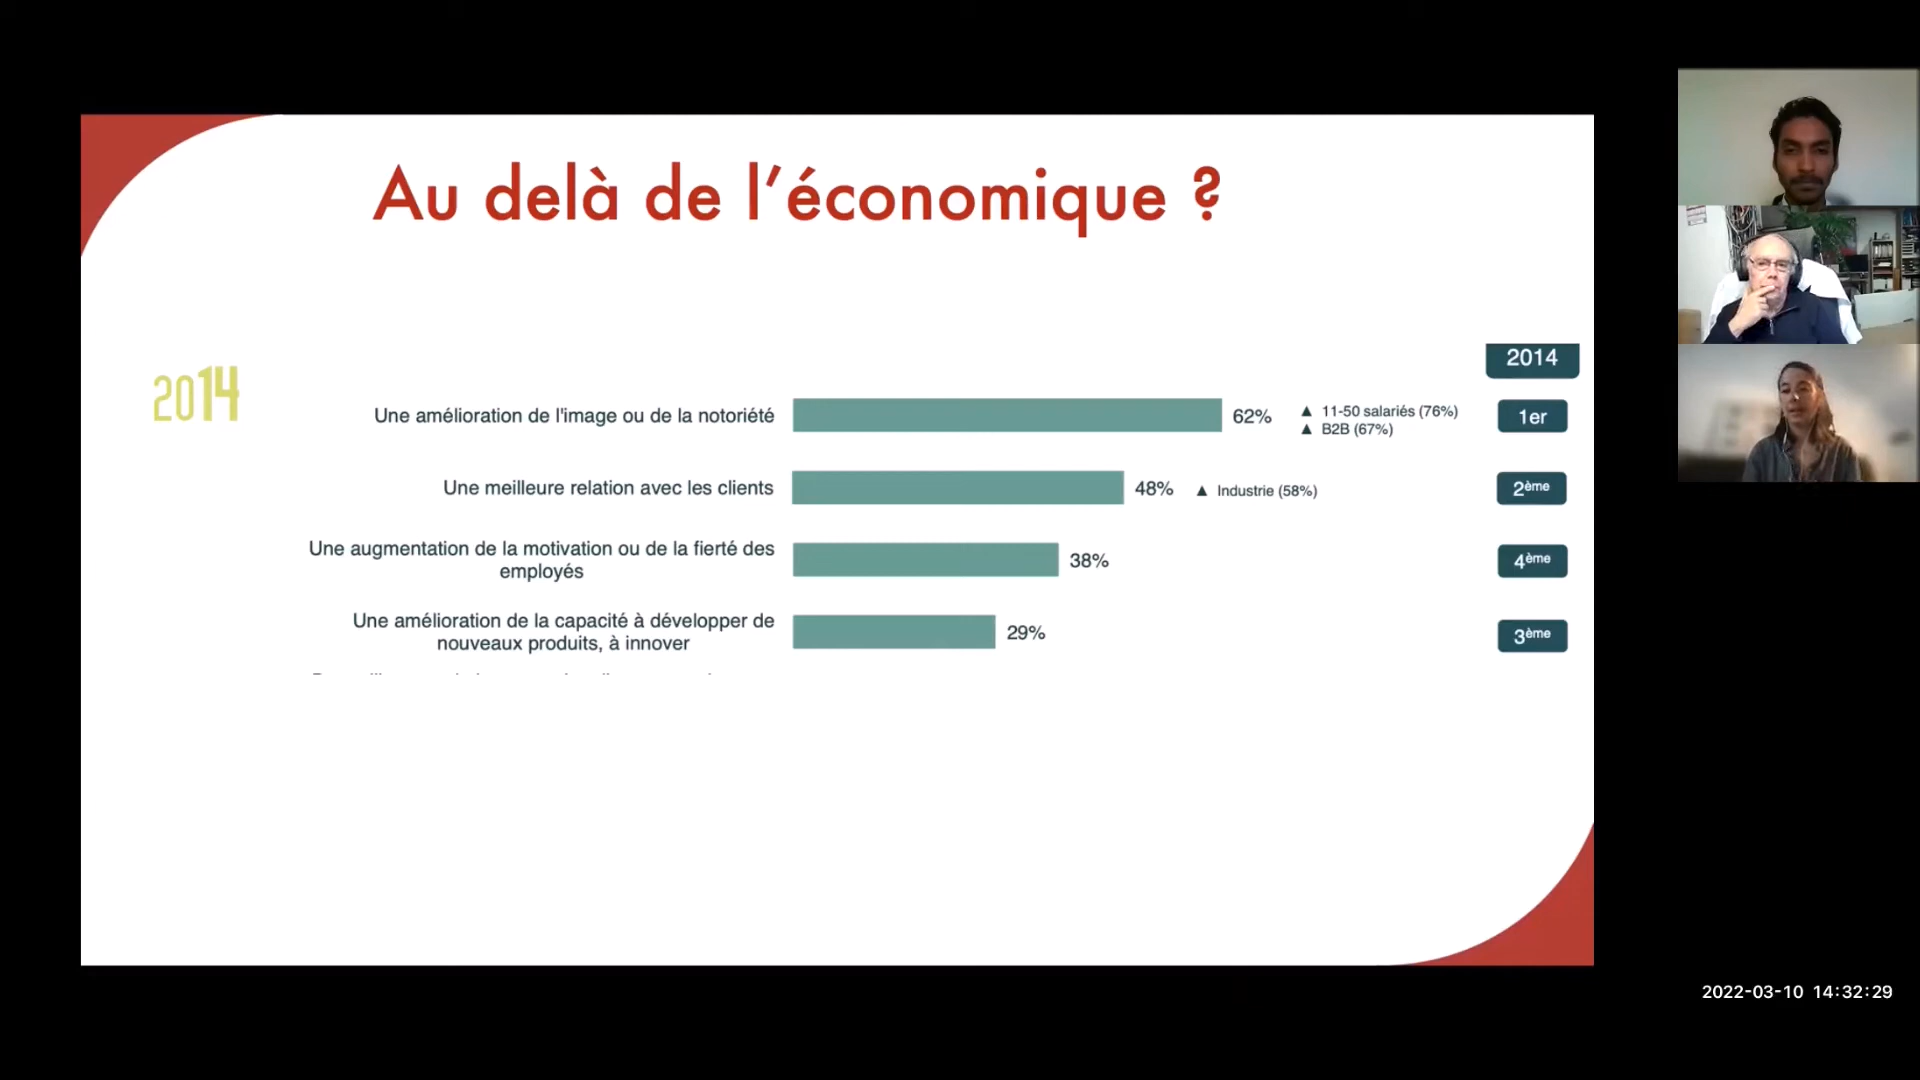 Au delà de l'économique ?
2014
2014
Une amélioration de l'image ou de la notoriété 62% ▲ 11-50 salariés (76%) 1er
▲ B2B (67%)
Une meilleure relation avec les clients 48% ▲ Industrie (58%) 2ème
Une augmentation de la motivation ou de la fierté des
employés 38% 4ème
Une amélioration de la capacité à développer de
nouveaux produits, à innover 29% 3ème
2022-03-10 14:32:29